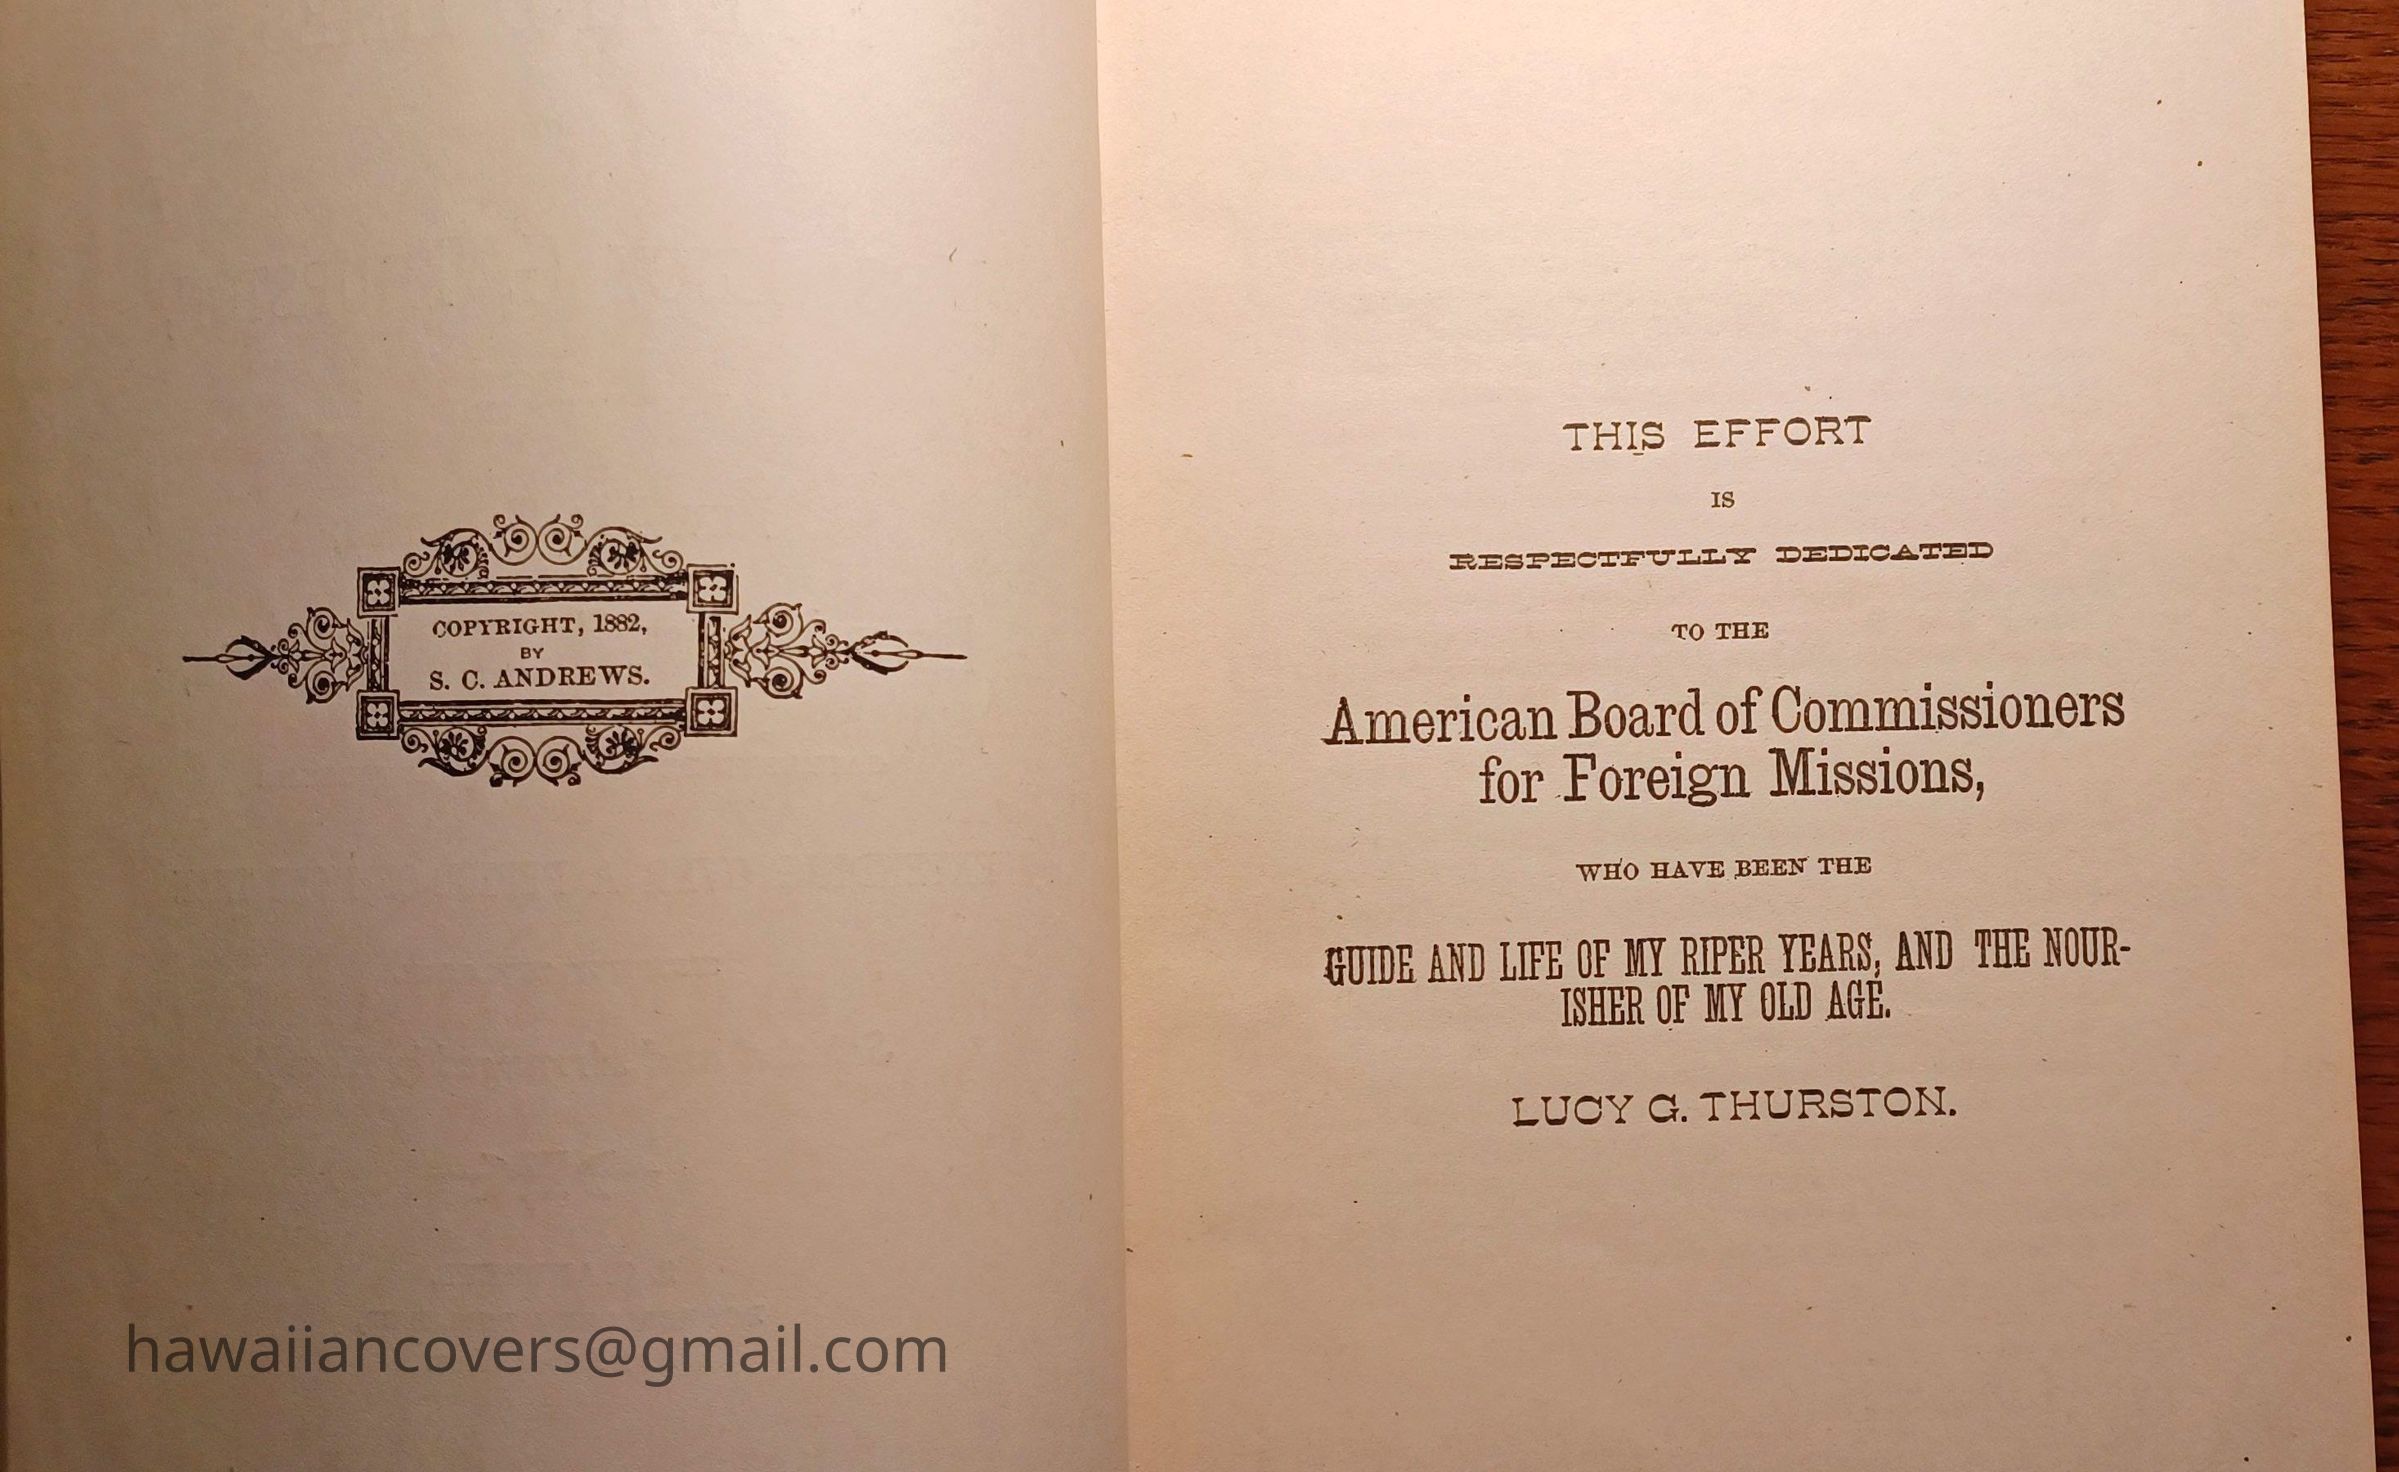 COPYRIGHT, 1882,
BY
S. C. ANDREWS.
hawaiiancovers@gmail.com
THIS EFFORT
IS
RESPECTFULLY DEDICATED
TO THE
American Board of Commissioners
for Foreign Missions,
WHO HAVE BEEN THE
GUIDE AND LIFE OF MY RIPER YEARS, AND THE NOUR-
ISHER OF MY OLD AGE.
LUCY G. THURSTON.